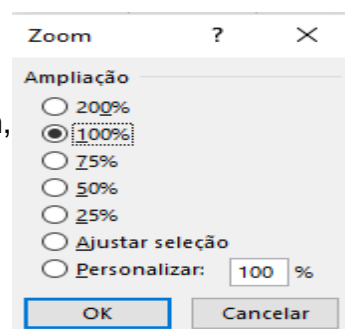 Zoom ? ×
Ampliação
200%
,
100%
75%
50%
25%
Ajustar seleção
Personalizar: 100 %
OK Cancelar